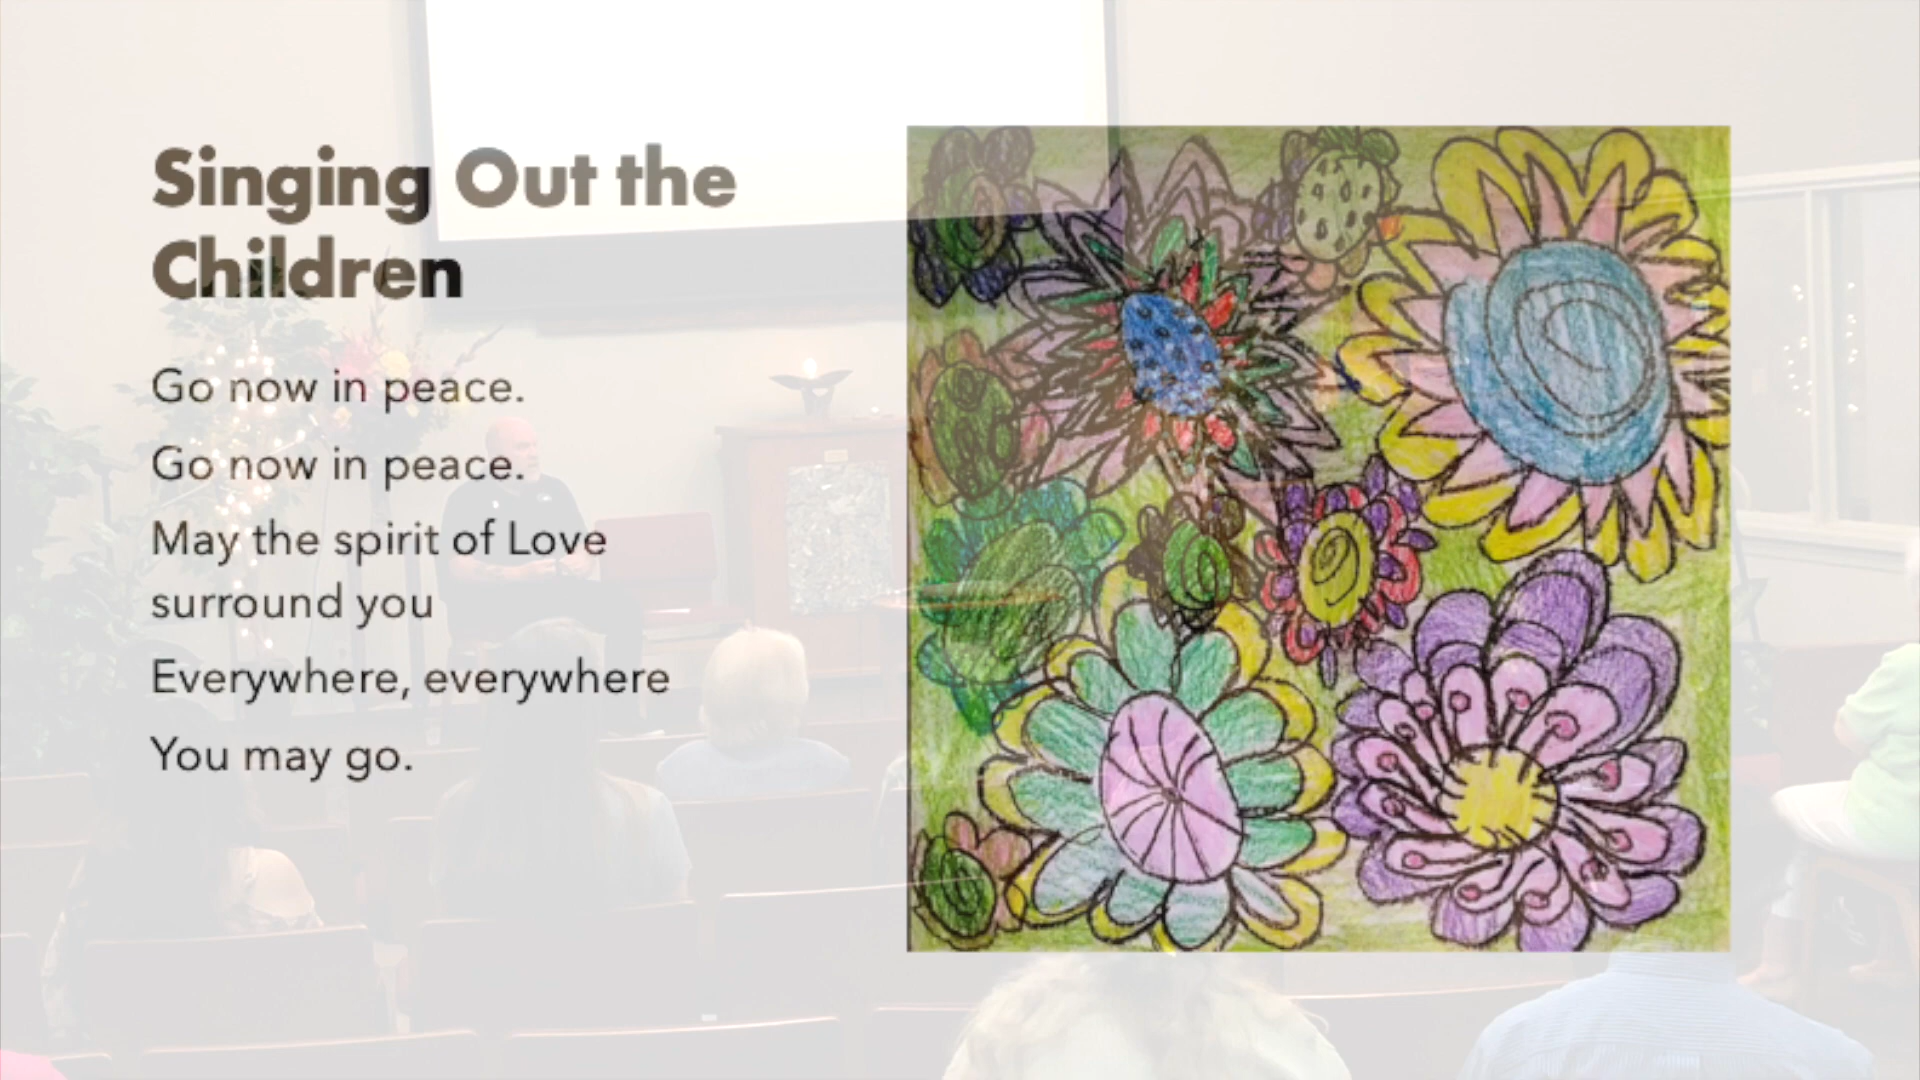 Singing Out the
Children
Go now in peace.
Go now in peace.
May the spirit of Love
surround you
Everywhere, everywhere
You may go.